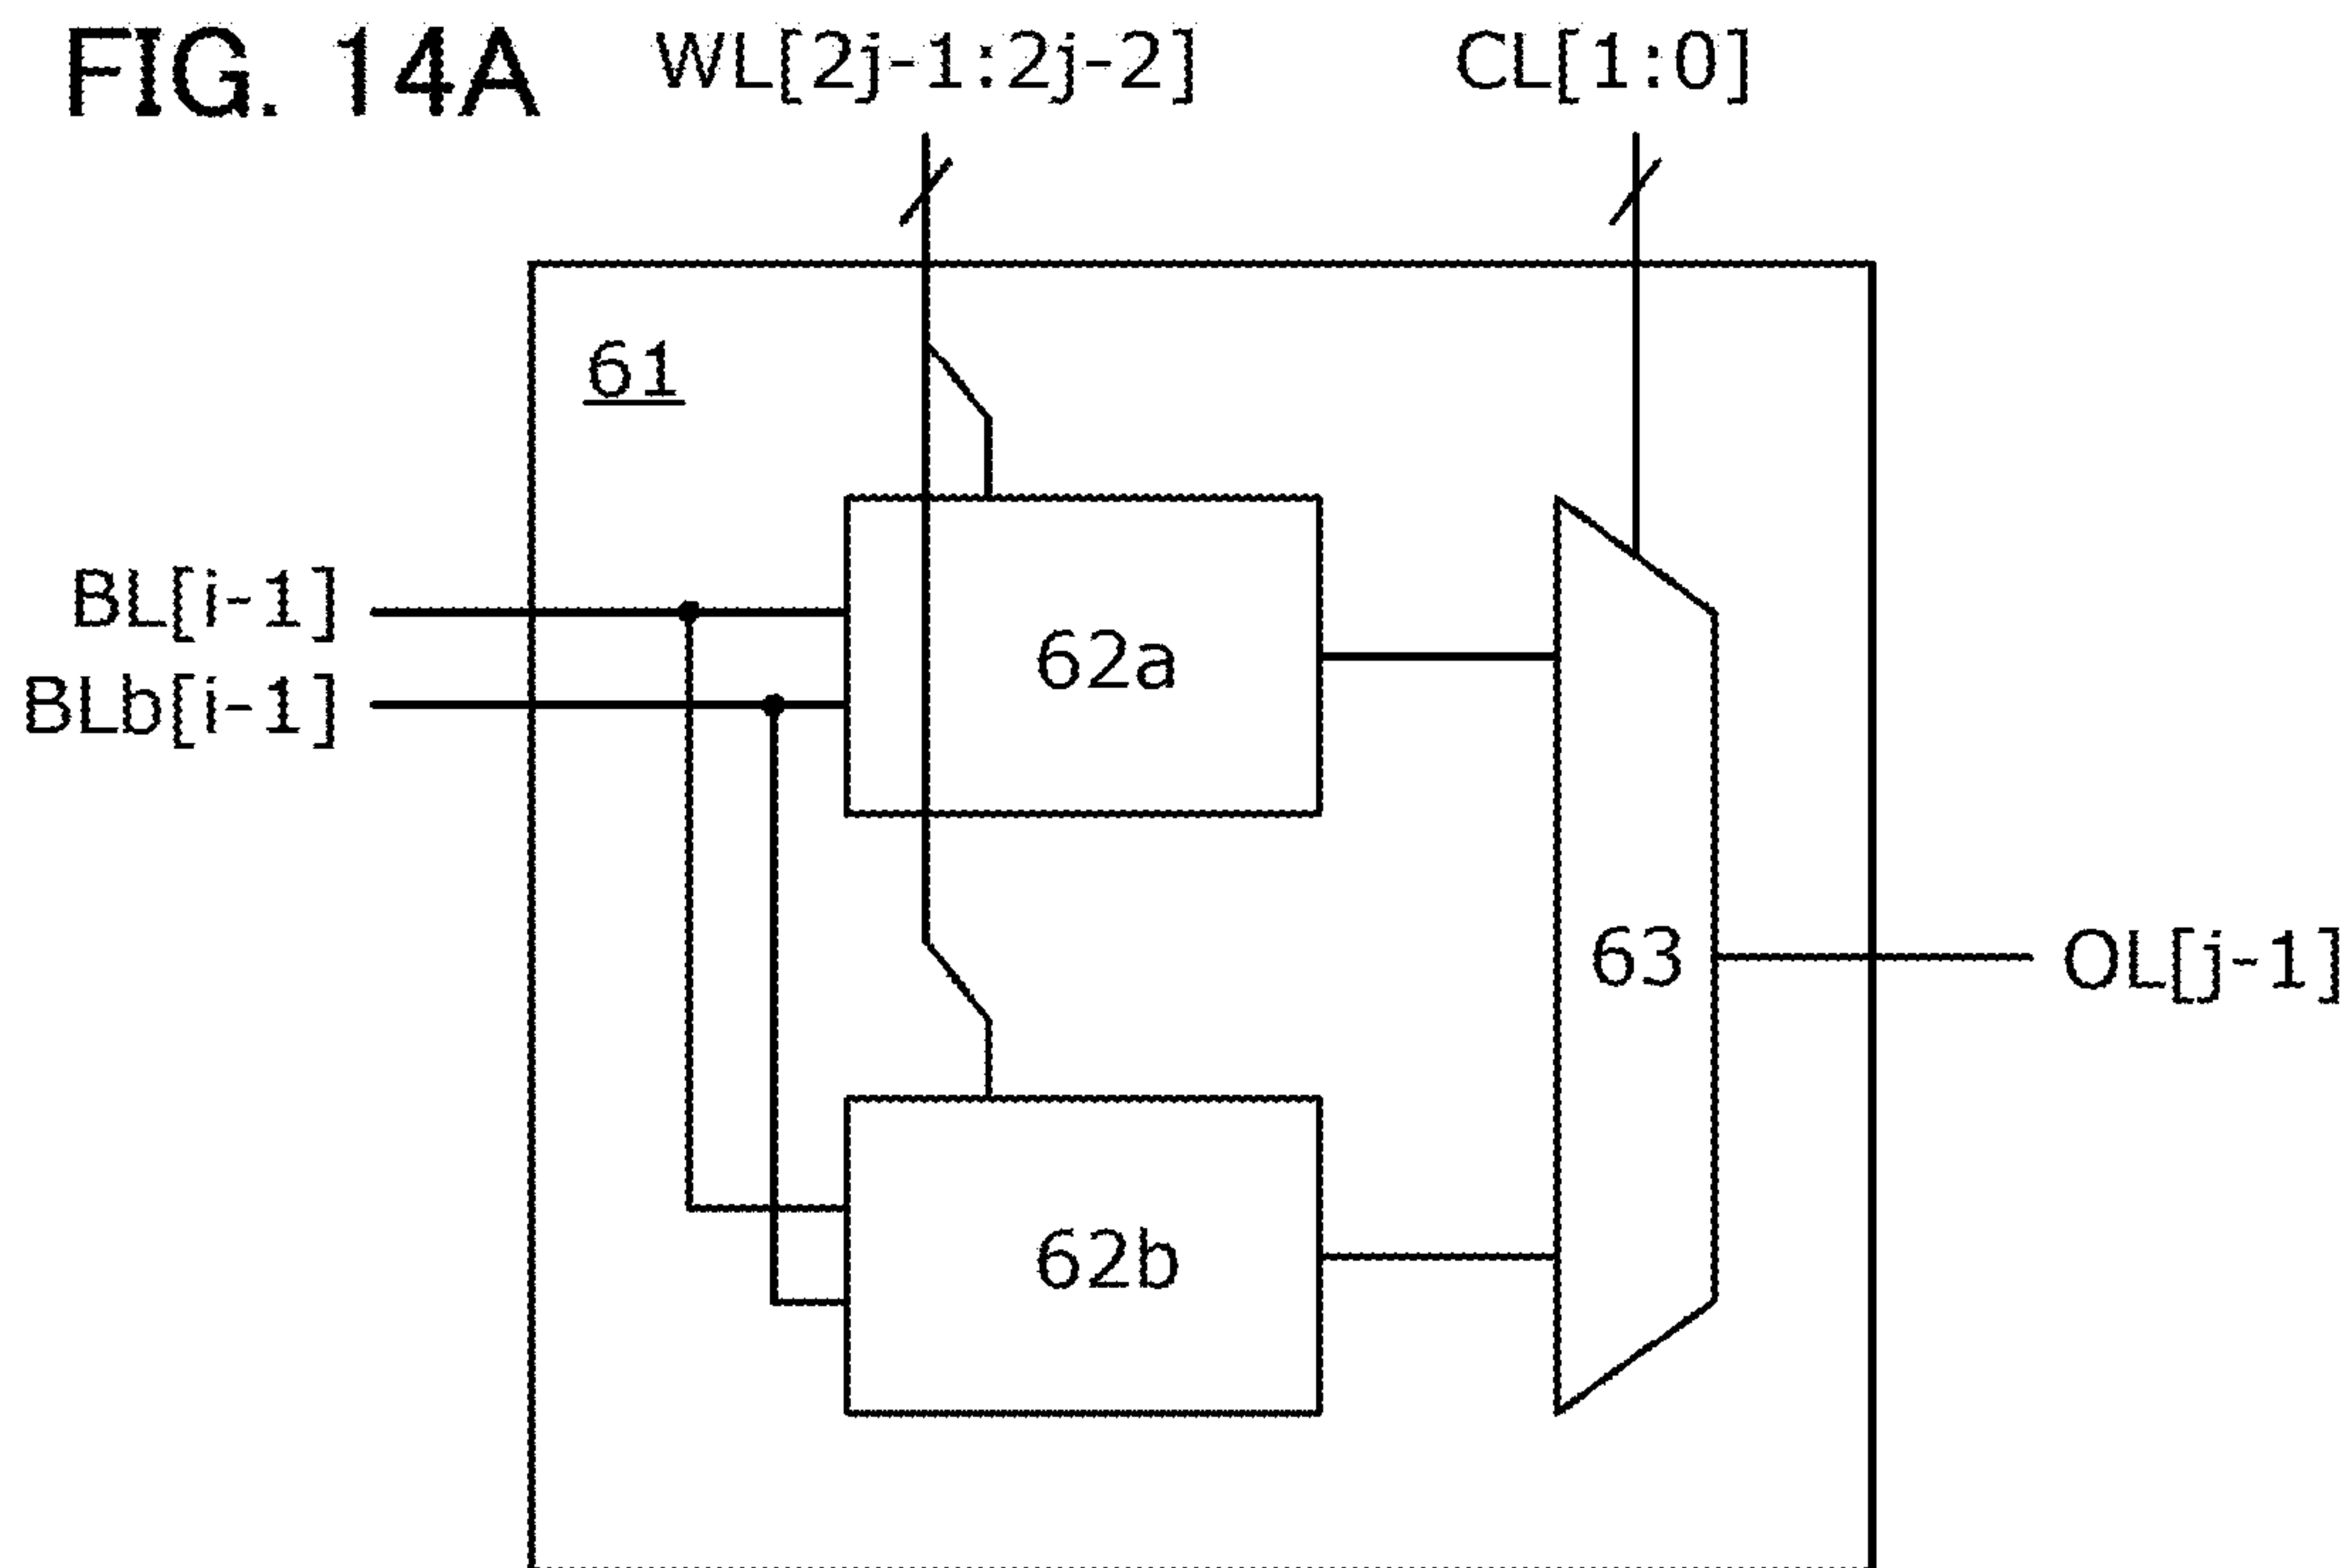 FIG. 14A
WL[2j-1:2j-2]
CL[1:0]
61
BL[i-1]
BLb[i-1]
62a
63
OL[j-1]
62b